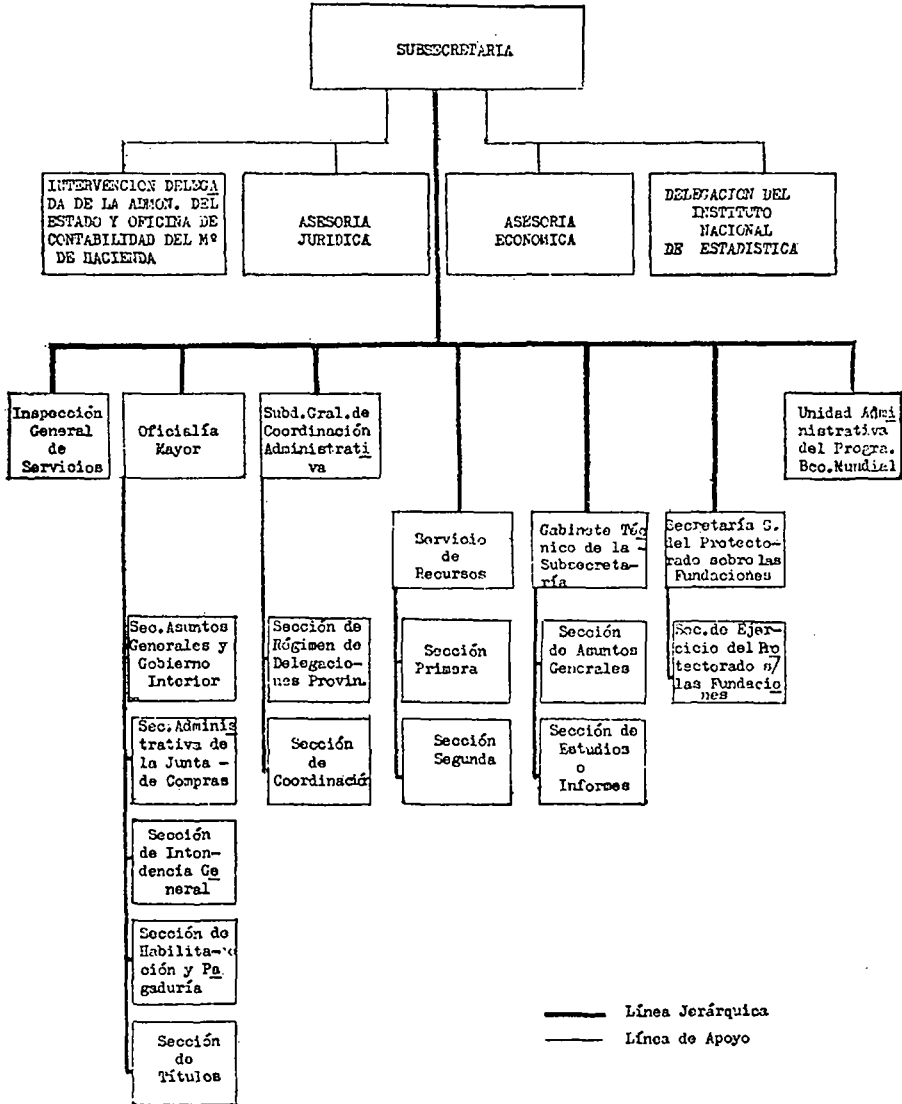 SUBSECRETARIA
INTERVENCION DELEGA
DA DE LA ADMON. DEL
ESTADO Y OFICINA DE
CONTABILIDAD DEL Mº
DE HACIENDA
ASESORIA
JURIDICA
ASESORIA
ECONOMICA
DELEGACION DEL
INSTITUTO
NACIONAL
DE ESTADISTICA
Inspección
General
de
Servicios
Oficialía
Mayor
Subd.Gral.de
Coordinación
Administrati
va
Unidad Admi
nistrativa
del Progra.
Bco.Mundial
Servicio
de
Recursos
Gabinete Téc
nico de la -
Subsecreta-
ría
Secretaría G.
del Protecto-
rado sobre las
Fundaciones
Sec.Asuntos
Generales y
Gobierno
Interior
Sección de
Régimen de
Delegacio-
nes Provin.
Sección
Primera
Sección
de Asuntos
Generales
Sec.de Ejer-
cicio del Pro
tectorado s/
las Fundacio
nes
Sec.Adminis
trativa de
la Junta -
de Compras
Sección
de
Coordinación
Sección
Segunda
Sección de
Estudios
o
Informes
Sección
de Inten-
dencia Ge
neral
Sección de
Habilita-
ción y Pa
gaduría
Sección
de
Títulos
Línea Jerárquica
Línea de Apoyo